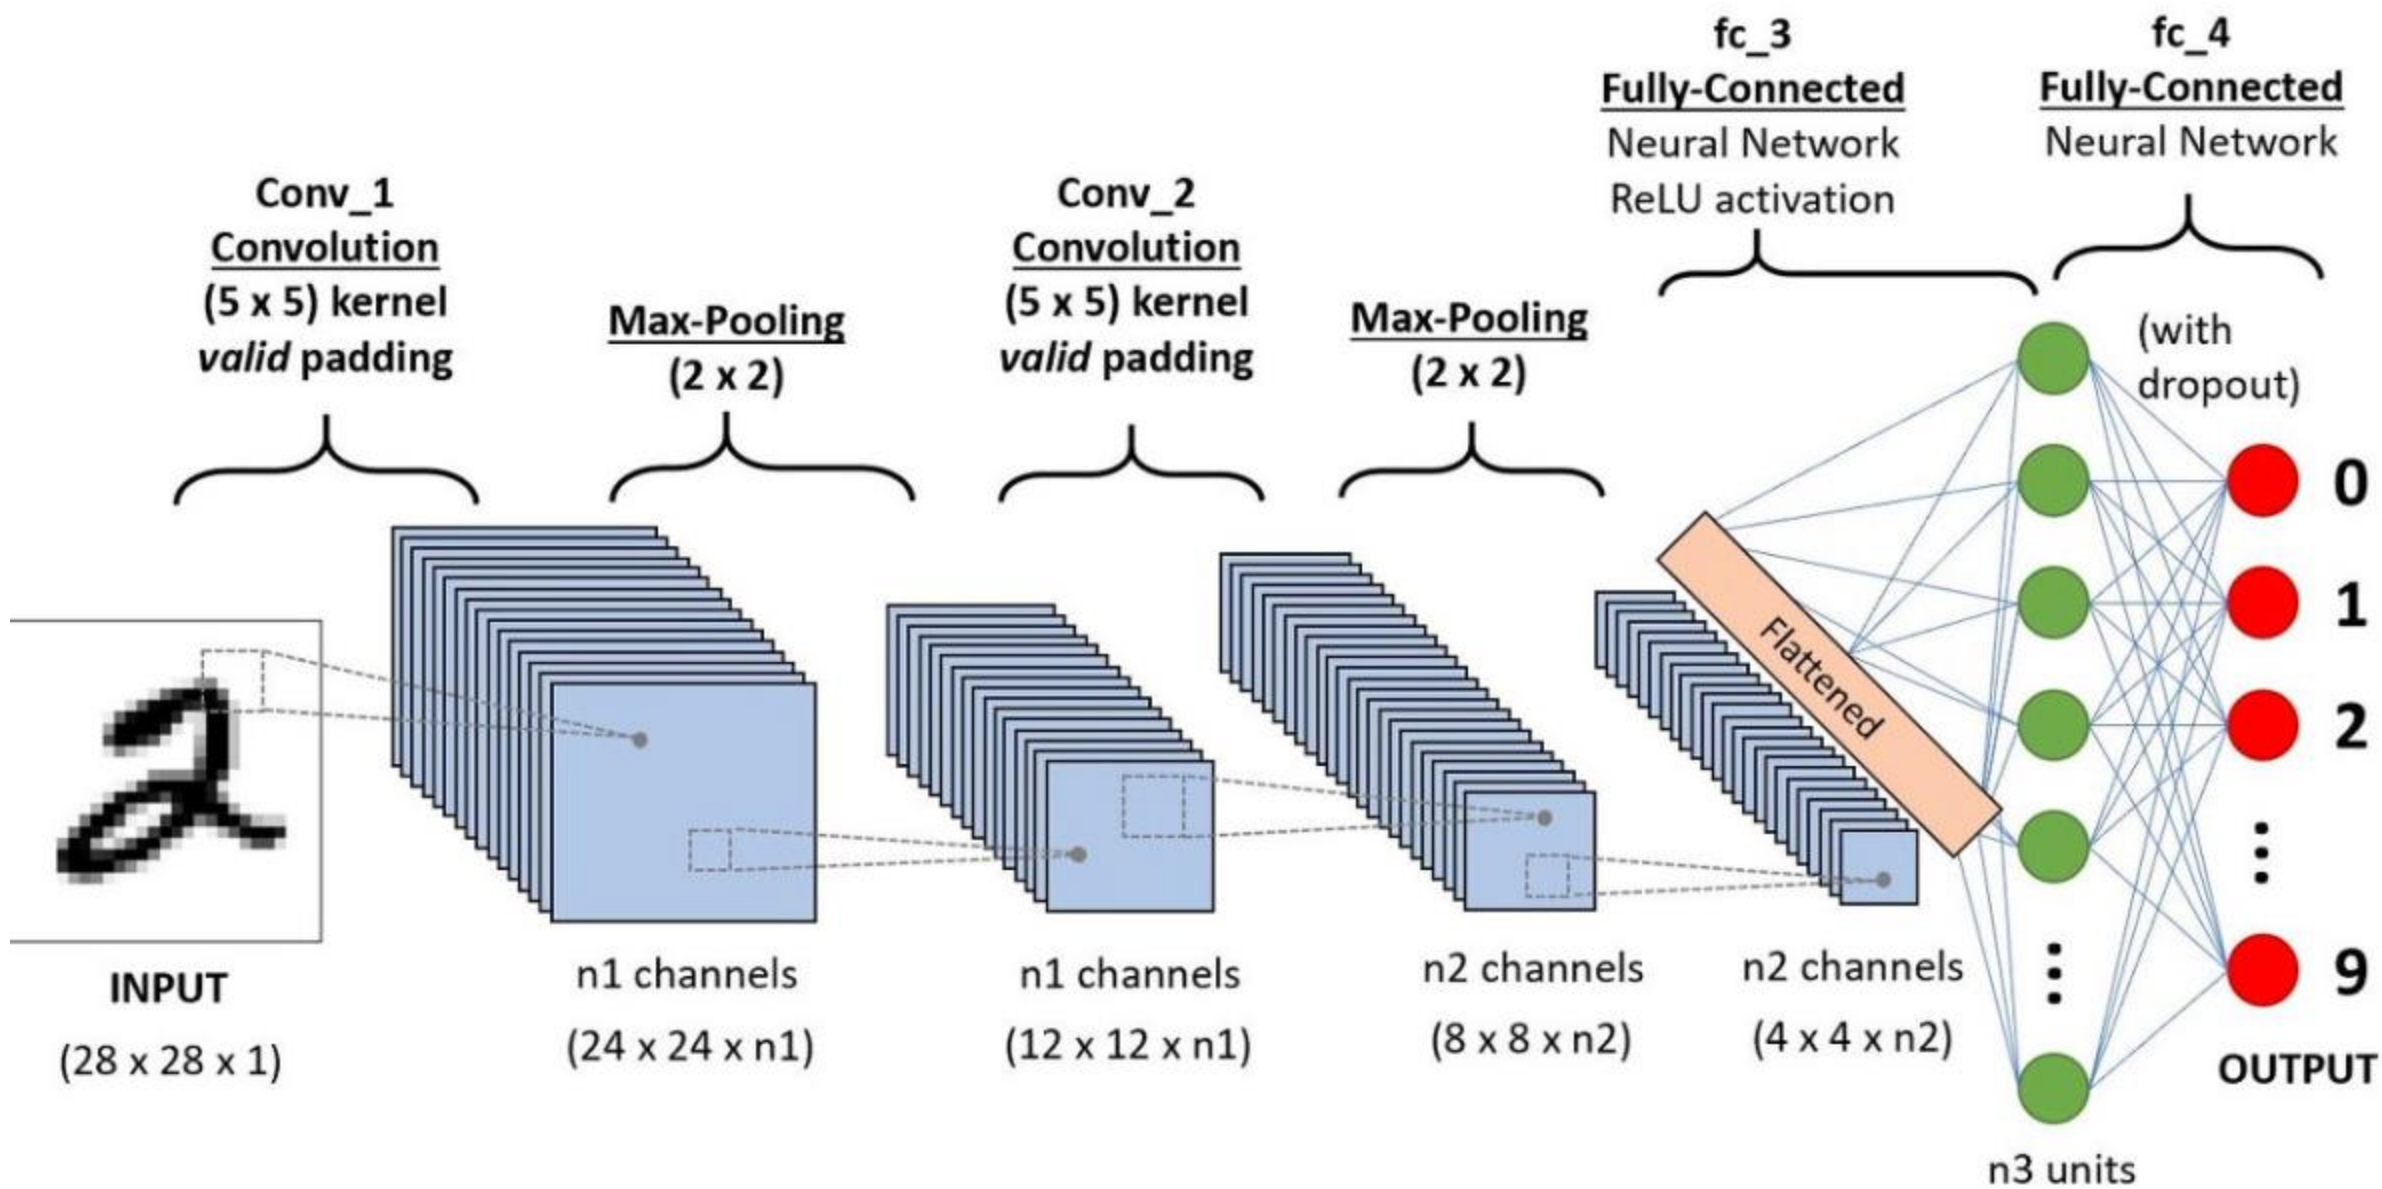 fc_3
Fully-Connected
Neural Network
ReLU activation
fc_4
Fully-Connected
Neural Network
(with
dropout)
Conv_1
Convolution
(5 x 5) kernel
valid padding
Max-Pooling
(2 x 2)
Conv_2
Convolution
(5 x 5) kernel
valid padding
Max-Pooling
(2 x 2)
Flattened
0
1
2
9
INPUT
(28 x 28 x 1)
n1 channels
(24 x 24 x n1)
n1 channels
(12 x 12 x n1)
n2 channels
(8 x 8 x n2)
n2 channels
(4 x 4 x n2)
OUTPUT
n3 units